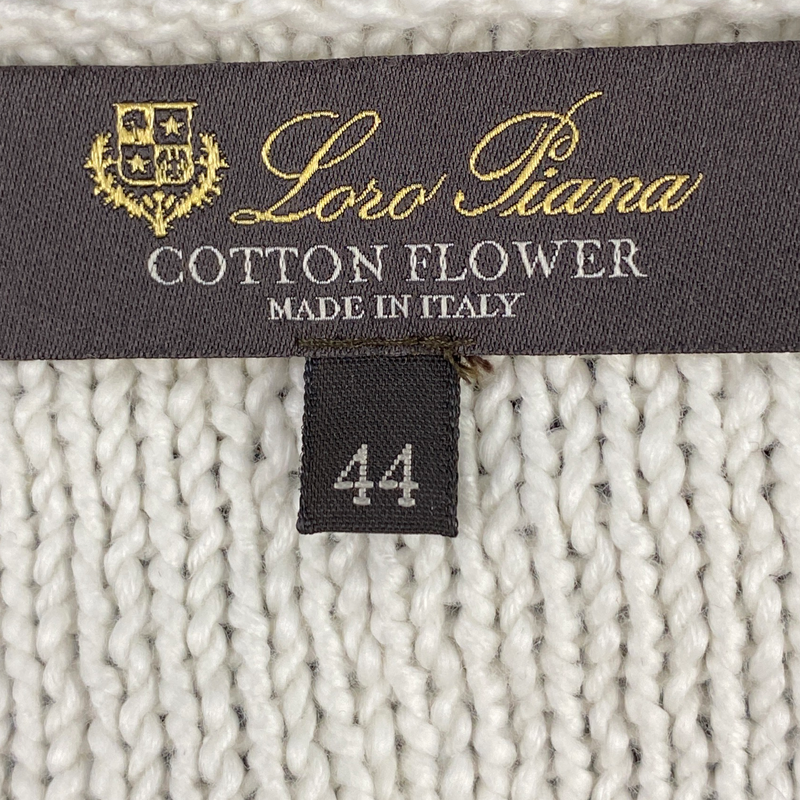 Loro Piana
COTTON FLOWER
MADE IN ITALY
44